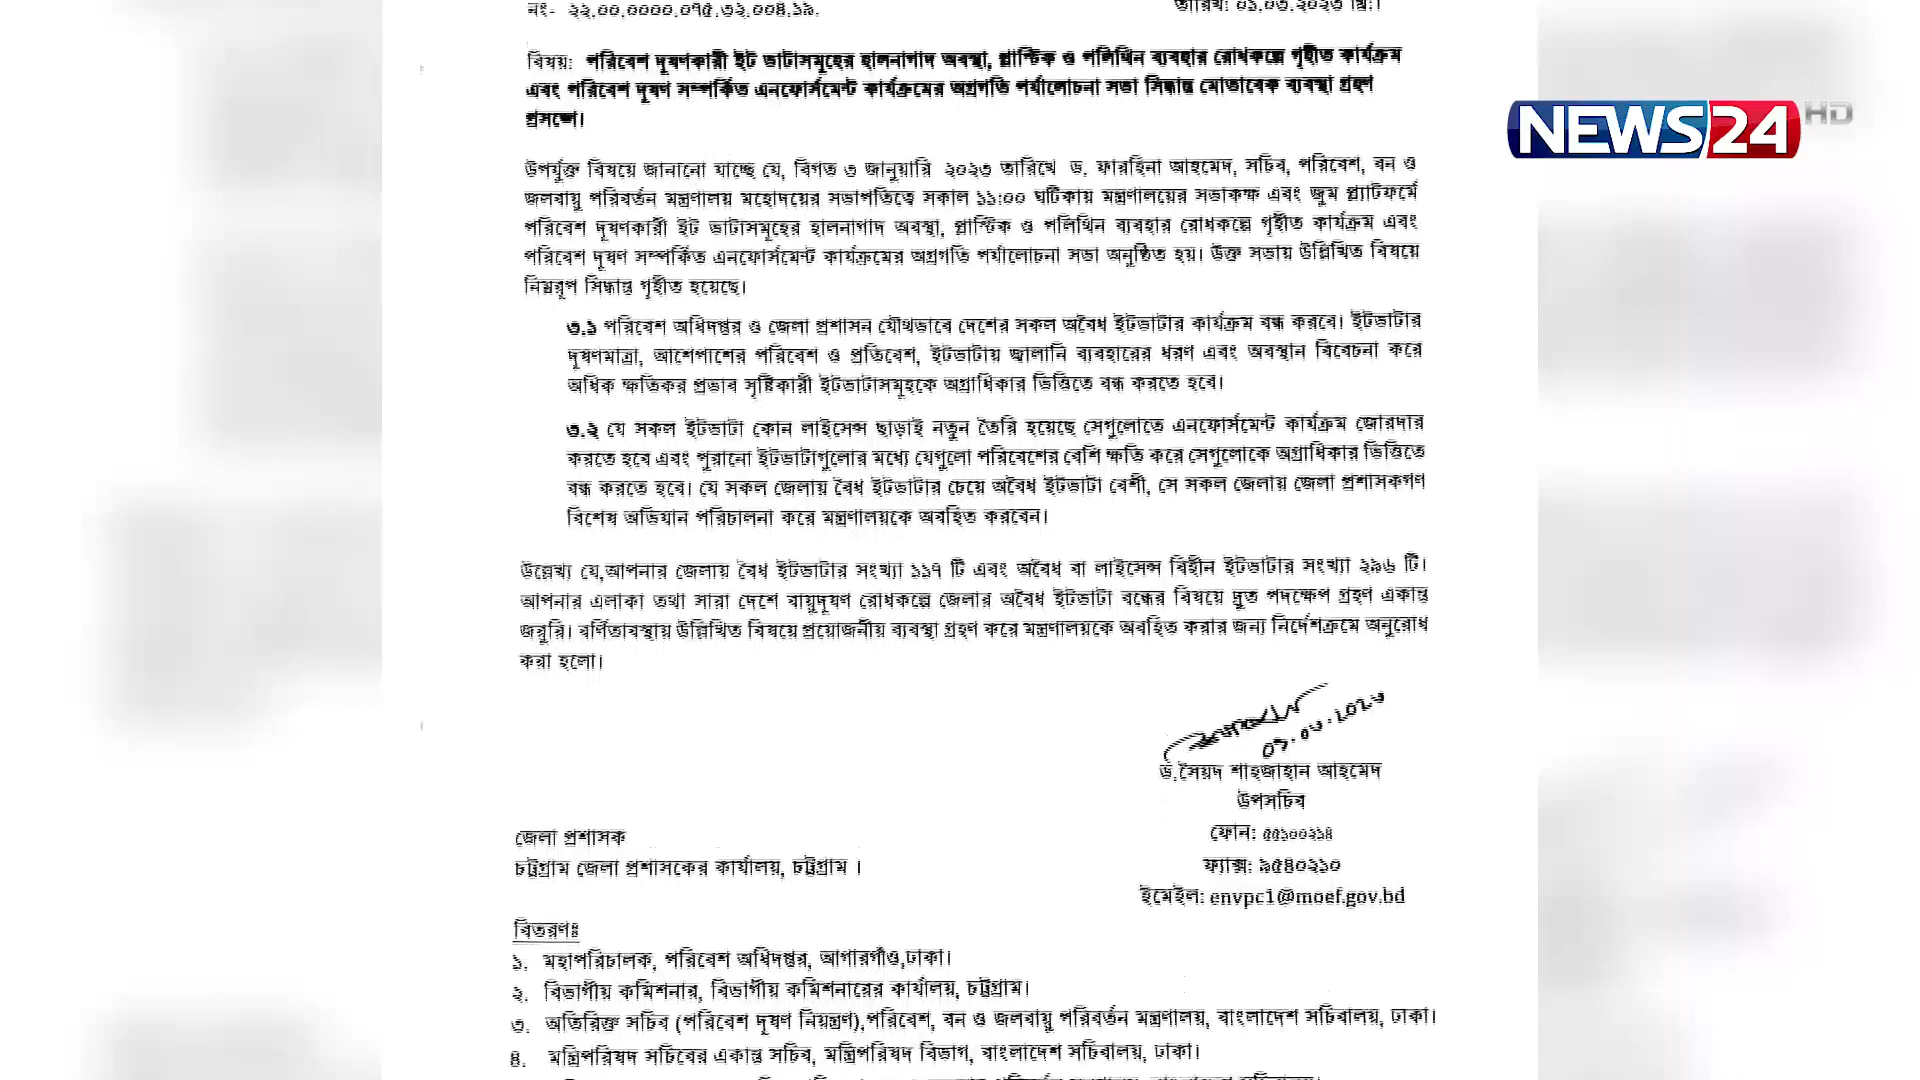 নং- ২২.০০.০০০০.০৭৫.৩২.০০৪.১৯.
তারিখ: ০১.০৩.২০২৩ খ্রি:।
বিষয়: পরিবেশ দূষণকারী ইট ভাটাসমূহের হালনাগাদ অবস্থা, প্লাস্টিক ও পলিথিন ব্যবহার রোধকল্পে গৃহীত কার্যক্রম
এবং পরিবেশ দূষণ সম্পর্কিত এনফোর্সমেন্ট কার্যক্রমের অগ্রগতি পর্যালোচনা সভা সিদ্ধান্ত মোতাবেক ব্যবস্থা গ্রহণ
প্রসঙ্গে।
NEWS24 HD
উপর্যুক্ত বিষয়ে জানানো যাচ্ছে যে, বিগত ৩ জানুয়ারি ২০২৩ তারিখে ড. ফারহিনা আহমেদ, সচিব, পরিবেশ, বন ও
জলবায়ু পরিবর্তন মন্ত্রণালয় মহোদয়ের সভাপতিত্বে সকাল ১১:০০ ঘটিকায় মন্ত্রণালয়ের সভাকক্ষ এবং জুম প্ল্যাটফর্মে
পরিবেশ দূষণকারী ইট ভাটাসমূহের হালনাগাদ অবস্থা, প্লাস্টিক ও পলিথিন ব্যবহার রোধকল্পে গৃহীত কার্যক্রম এবং
পরিবেশ দূষণ সম্পর্কিত এনফোর্সমেন্ট কার্যক্রমের অগ্রগতি পর্যালোচনা সভা অনুষ্ঠিত হয়। উক্ত সভায় উল্লিখিত বিষয়ে
নিম্নরূপ সিদ্ধান্ত গৃহীত হয়েছে।
৩.১ পরিবেশ অধিদপ্তর ও জেলা প্রশাসন যৌথভাবে দেশের সকল অবৈধ ইটভাটার কার্যক্রম বন্ধ করবে। ইটভাটার
দূষণমাত্রা, আশেপাশের পরিবেশ ও প্রতিবেশ, ইটভাটায় জ্বালানি ব্যবহারের ধরণ এবং অবস্থান বিবেচনা করে
অধিক ক্ষতিকর প্রভাব সৃষ্টিকারী ইটভাটাসমূহকে অগ্রাধিকার ভিত্তিতে বন্ধ করতে হবে।
৩.২ যে সকল ইটভাটা কোন লাইসেন্স ছাড়াই নতুন তৈরি হয়েছে সেগুলোতে এনফোর্সমেন্ট কার্যক্রম জোরদার
করতে হবে এবং পুরানো ইটভাটাগুলোর মধ্যে যেগুলো পরিবেশের বেশি ক্ষতি করে সেগুলোকে অগ্রাধিকার ভিত্তিতে
বন্ধ করতে হবে। যে সকল জেলায় বৈধ ইটভাটার চেয়ে অবৈধ ইটভাটা বেশী, সে সকল জেলায় জেলা প্রশাসকগণ
বিশেষ অভিযান পরিচালনা করে মন্ত্রণালয়কে অবহিত করবেন।
উল্লেখ্য যে,আপনার জেলায় বৈধ ইটভাটার সংখ্যা ১১৭ টি এবং অবৈধ বা লাইসেন্স বিহীন ইটভাটার সংখ্যা ২৯৬ টি।
আপনার এলাকা তথা সারা দেশে বায়ুদূষণ রোধকল্পে জেলার অবৈধ ইটভাটা বন্ধের বিষয়ে দ্রুত পদক্ষেপ গ্রহণ একান্ত
জরুরি। বর্ণিতাবস্থায় উল্লিখিত বিষয়ে প্রয়োজনীয় ব্যবস্থা গ্রহণ করে মন্ত্রণালয়কে অবহিত করার জন্য নির্দেশক্রমে অনুরোধ
করা হলো।
ড.সৈয়দ শাহজাহান আহমেদ
উপসচিব
ফোন: ৫৫১০০২১৪
ফ্যাক্স: ৯৫৪০২১০
ইমেইল: envpc1@moef.gov.bd
জেলা প্রশাসক
চট্টগ্রাম জেলা প্রশাসকের কার্যালয়, চট্টগ্রাম ।
বিতরণঃ
১. মহাপরিচালক, পরিবেশ অধিদপ্তর, আগারগাঁও,ঢাকা।
২. বিভাগীয় কমিশনার, বিভাগীয় কমিশনারের কার্যালয়, চট্টগ্রাম।
৩. অতিরিক্ত সচিব (পরিবেশ দূষণ নিয়ন্ত্রণ),পরিবেশ, বন ও জলবায়ু পরিবর্তন মন্ত্রণালয়, বাংলাদেশ সচিবালয়, ঢাকা।
৪. মন্ত্রিপরিষদ সচিবের একান্ত সচিব, মন্ত্রিপরিষদ বিভাগ, বাংলাদেশ সচিবালয়, ঢাকা।